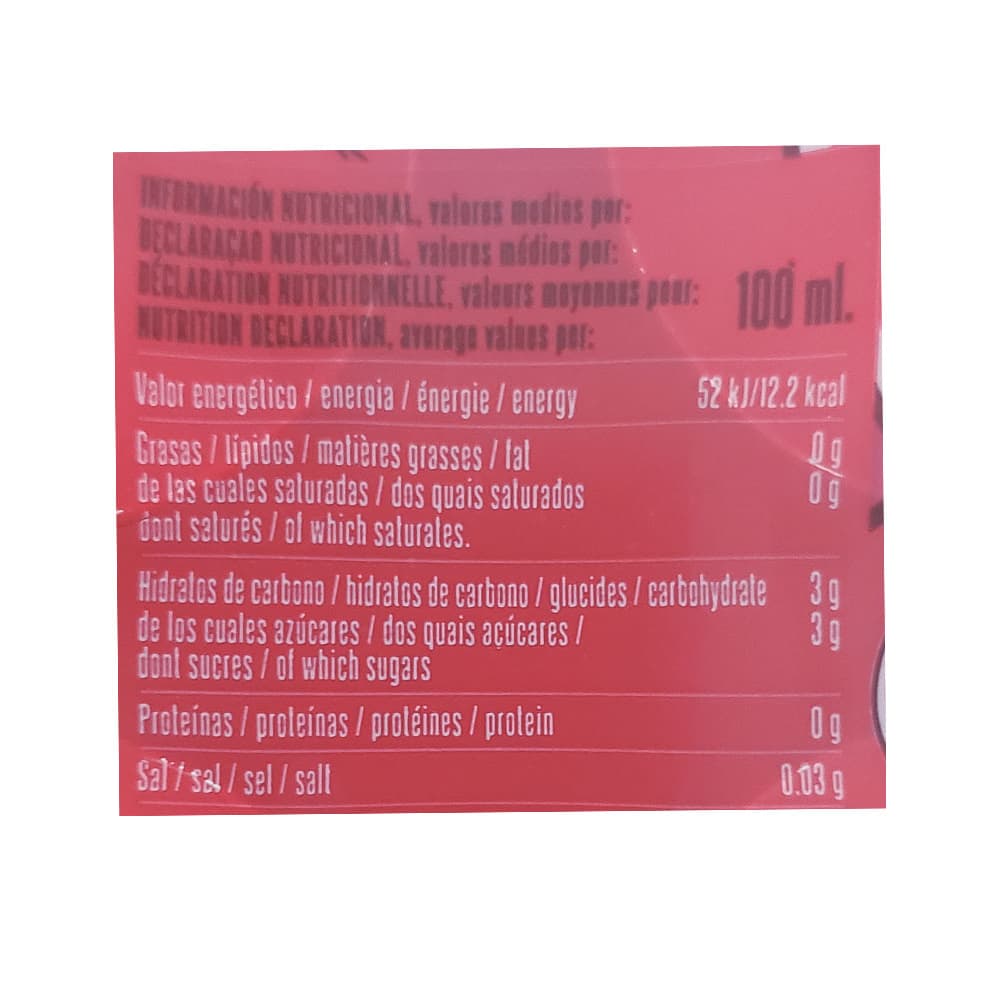 INFORMACIÓN NUTRICIONAL, valores medios por:
DECLARAÇAO NUTRICIONAL, valores médios por:
DÉCLARATION NUTRITIONNELLE, valeurs moyennes pour:
NUTRITION DECLARATION, average values per:
100 ml.
Valor energético / energia / énergie / energy 52 kJ/12.2 kcal
Grasas / lípidos / matières grasses / fat 0 g
de las cuales saturadas / dos quais saturados 0 g
dont saturés / of which saturates.
Hidratos de carbono / hidratos de carbono / glucides / carbohydrate 3 g
de los cuales azúcares / dos quais açúcares / 3 g
dont sucres / of which sugars
Proteínas / proteínas / protéines / protein 0 g
Sal / sal / sel / salt 0.03 g